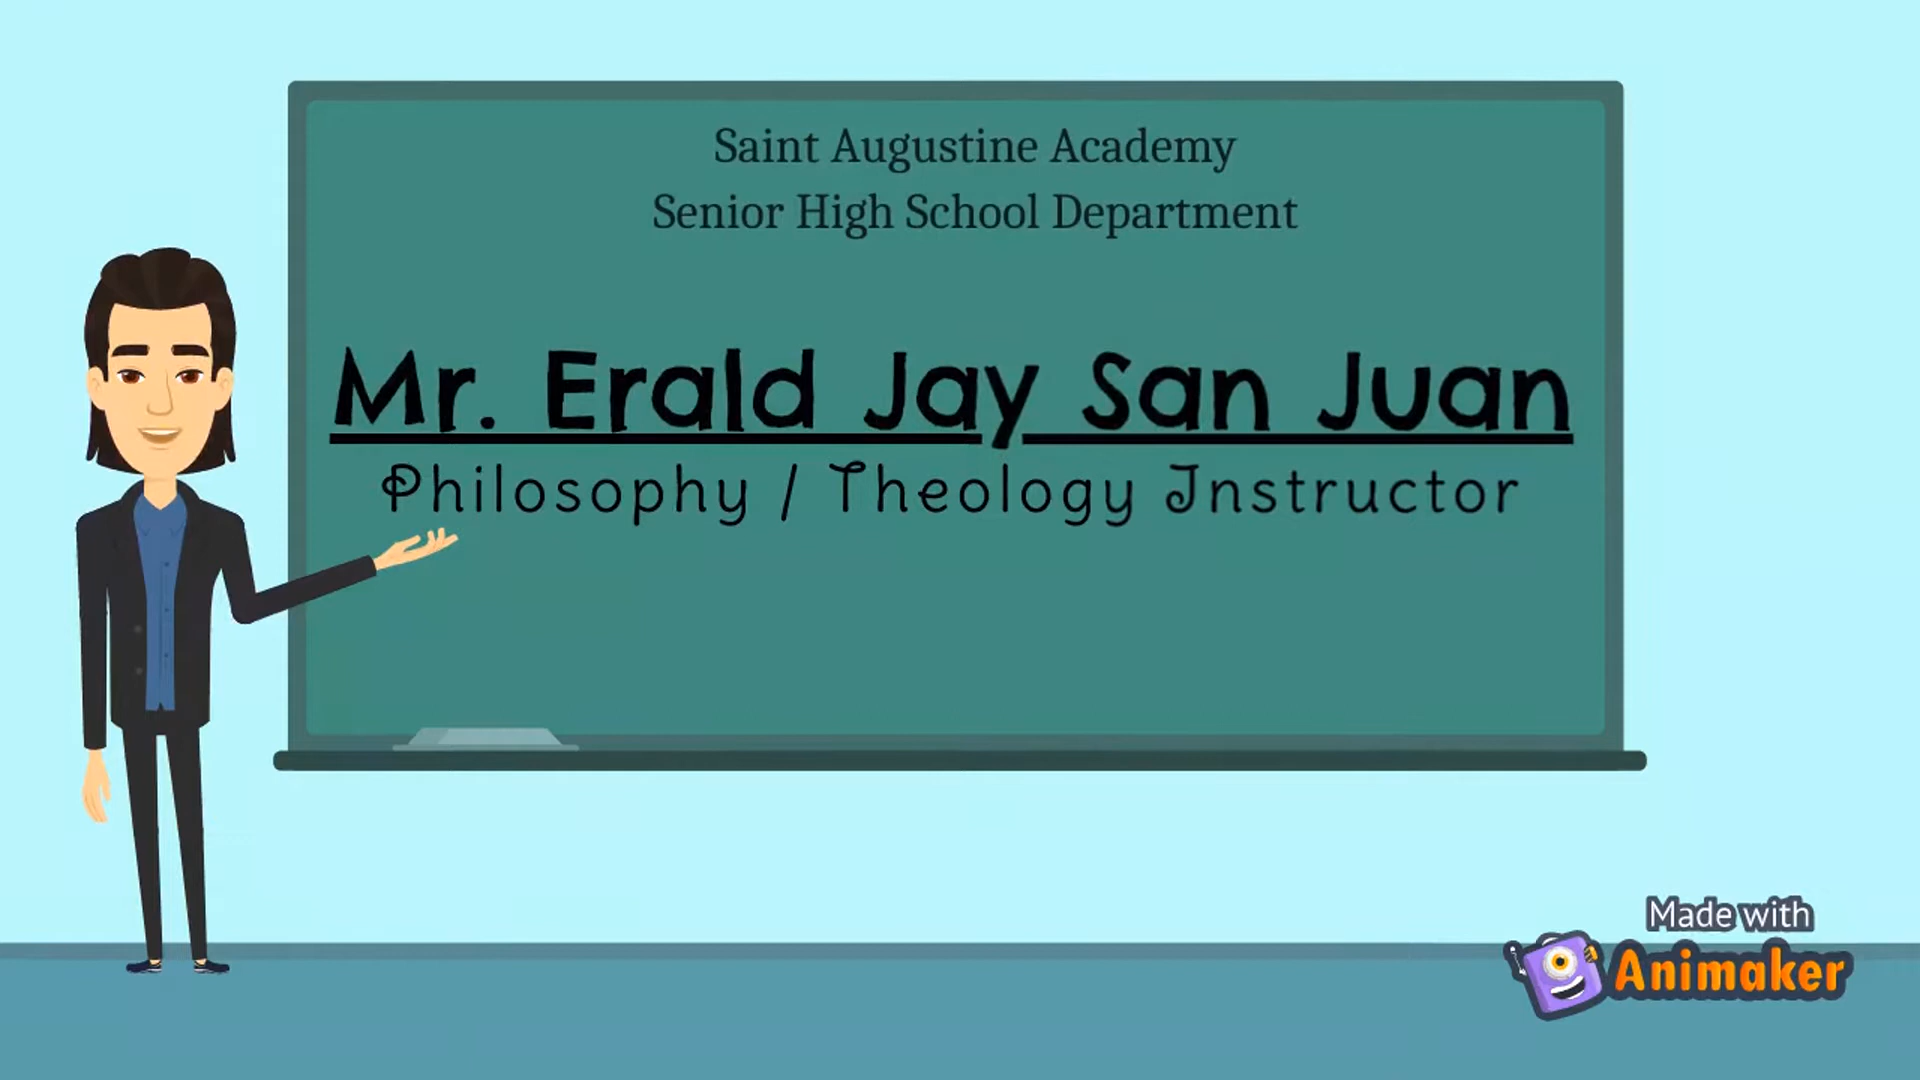 Saint Augustine Academy
Senior High School Department
Mr. Erald Jay San Juan
Philosophy / Theology Instructor
Made with
Animaker